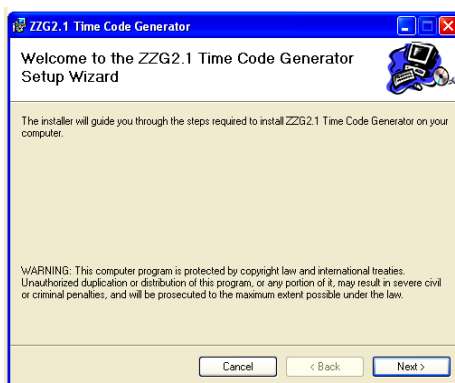 ZZG2.1 Time Code Generator
Welcome to the ZZG2.1 Time Code Generator
Setup Wizard
The installer will guide you through the steps required to install ZZG2.1 Time Code Generator on your
computer.
WARNING: This computer program is protected by copyright law and international treaties.
Unauthorized duplication or distribution of this program, or any portion of it, may result in severe civil
or criminal penalties, and will be prosecuted to the maximum extent possible under the law.
Cancel
< Back
Next >